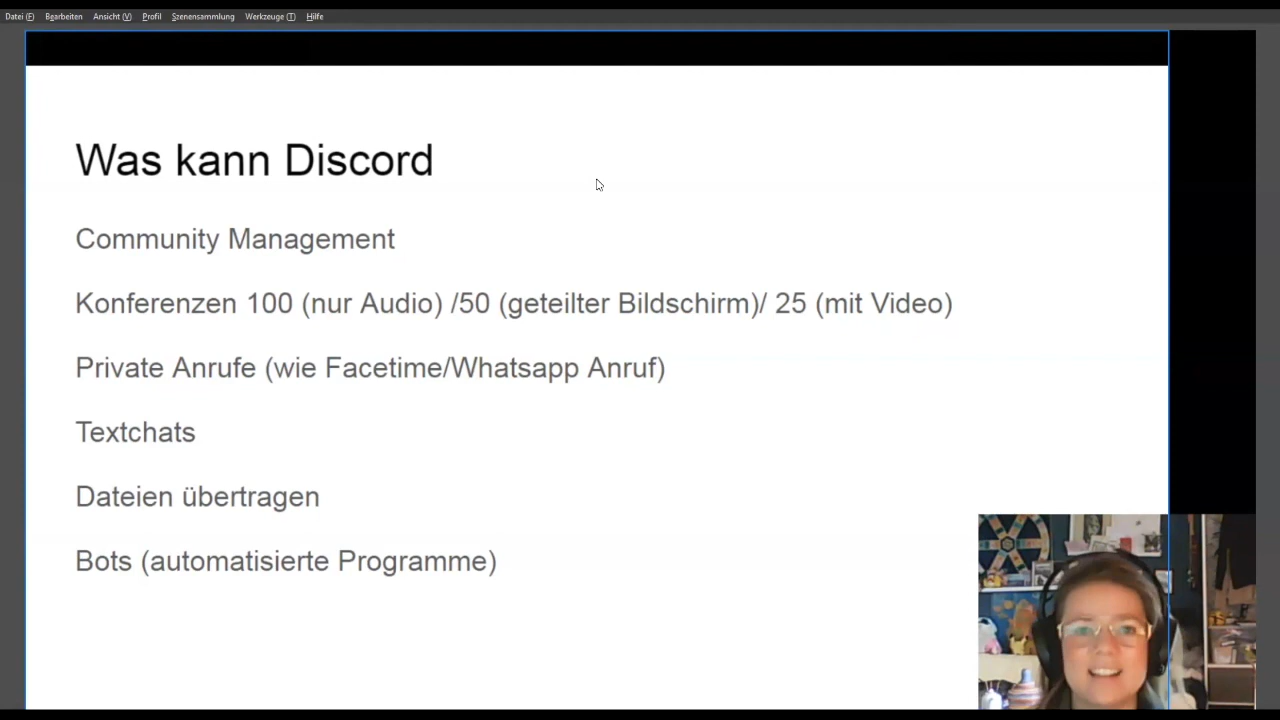 Datei (F) Bearbeiten Ansicht (V) Profil Szenensammlung Werkzeuge (T) Hilfe
Was kann Discord
Community Management
Konferenzen 100 (nur Audio) /50 (geteilter Bildschirm)/ 25 (mit Video)
Private Anrufe (wie Facetime/Whatsapp Anruf)
Textchats
Dateien übertragen
Bots (automatisierte Programme)